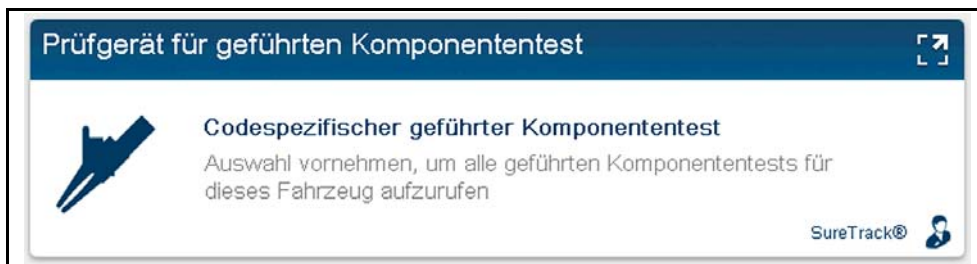 Prüfgerät für geführten Komponententest
Codespezifischer geführter Komponententest
Auswahl vornehmen, um alle geführten Komponententests für
dieses Fahrzeug aufzurufen
SureTrack®